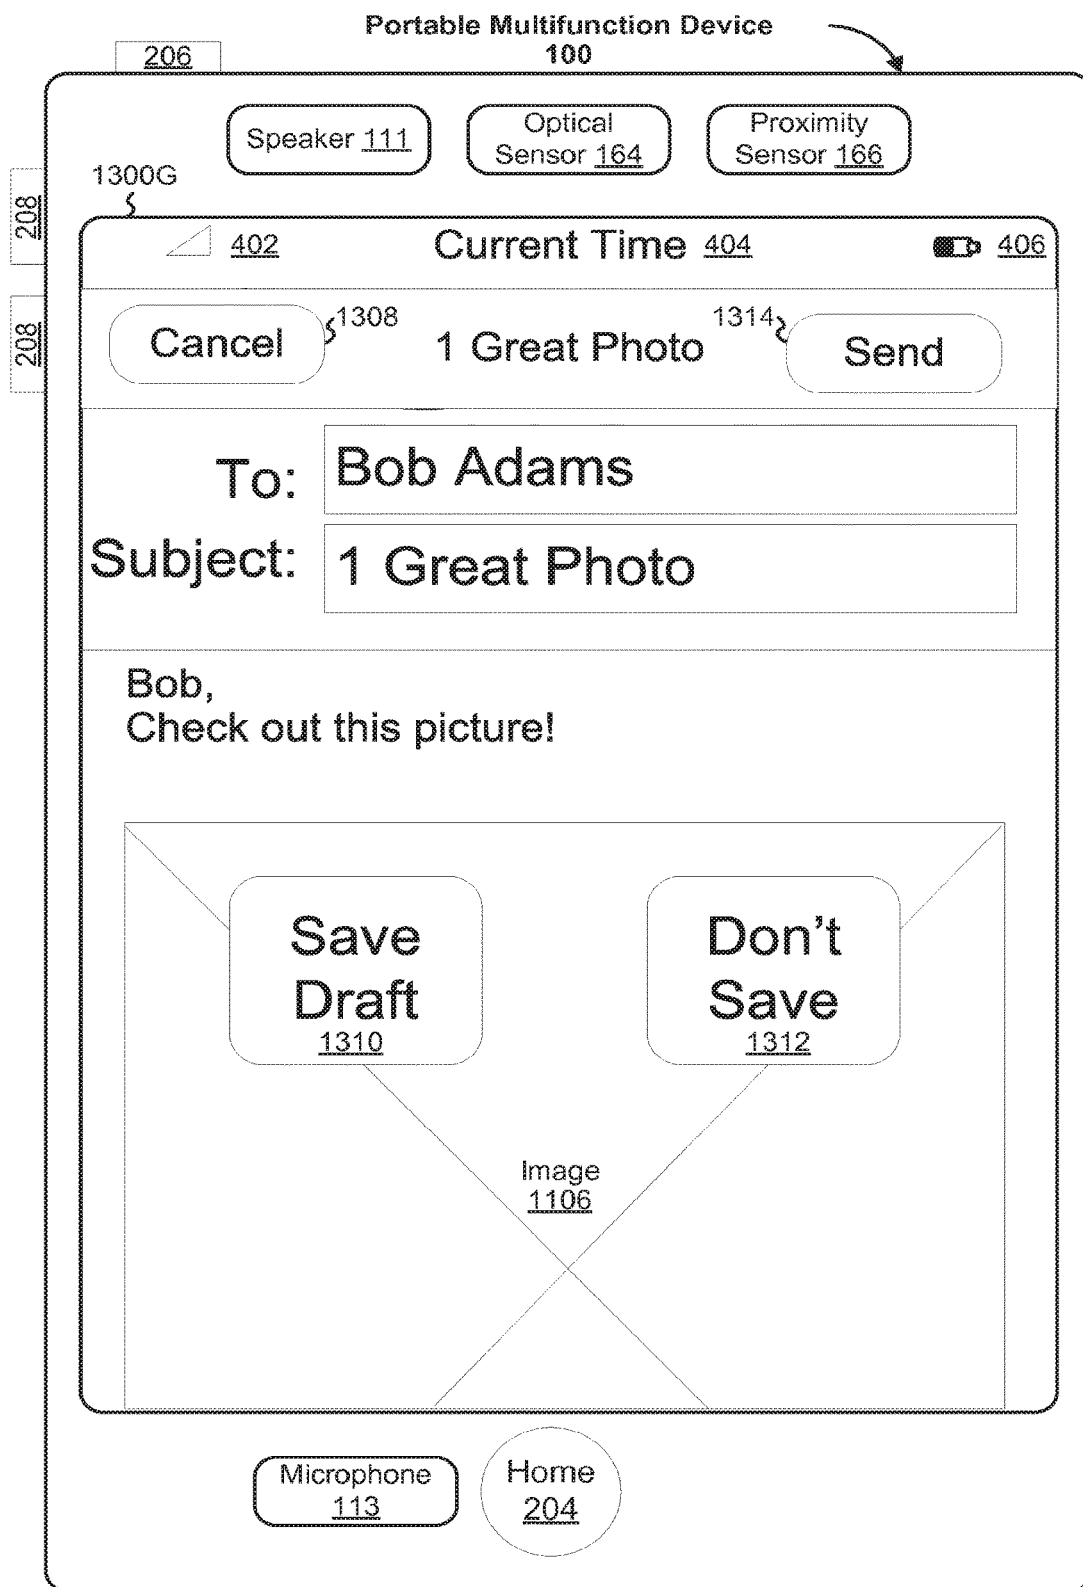 Portable Multifunction Device
100
206
Speaker 111
Optical
Sensor 164
Proximity
Sensor 166
1300G
208
402
Current Time 404
406
208
Cancel
1308
1 Great Photo
1314
Send
To:
Bob Adams
Subject:
1 Great Photo
Bob,
Check out this picture!
Save
Draft
1310
Don't
Save
1312
Image
1106
Microphone
113
Home
204